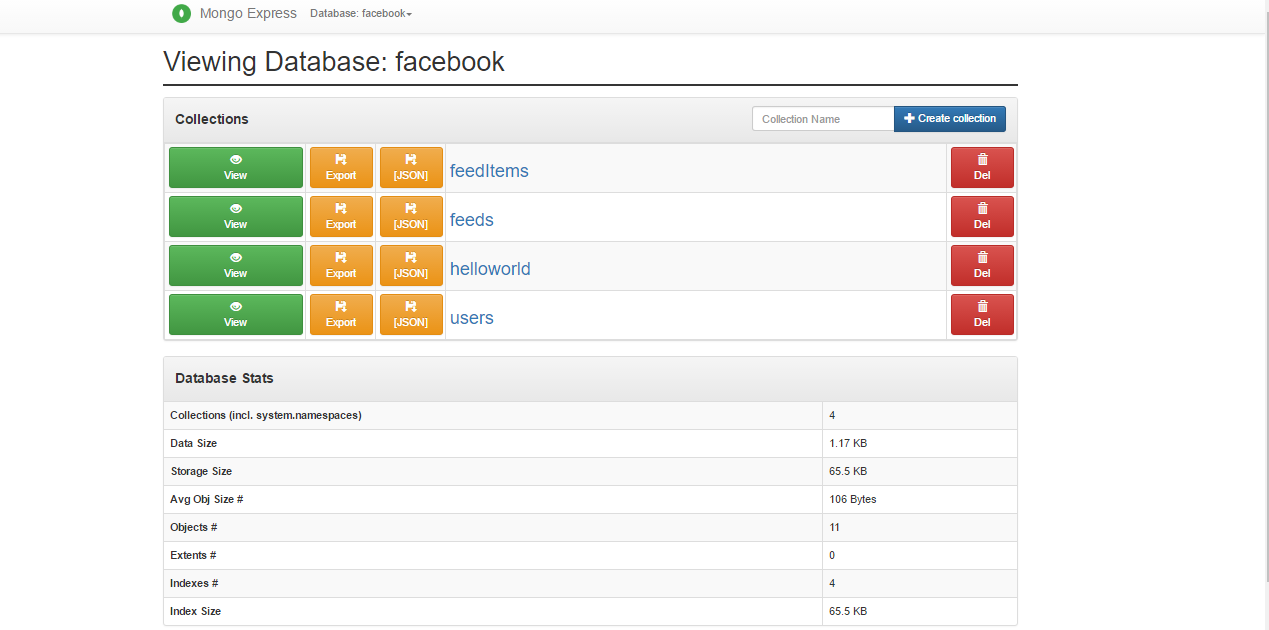 Mongo Express Database: facebook
Viewing Database: facebook
Collections Collection Name Create collection
View Export [JSON] feedItems Del
View Export [JSON] feeds Del
View Export [JSON] helloworld Del
View Export [JSON] users Del
Database Stats
Collections (incl. system.namespaces) 4
Data Size 1.17 KB
Storage Size 65.5 KB
Avg Obj Size # 106 Bytes
Objects # 11
Extents # 0
Indexes # 4
Index Size 65.5 KB